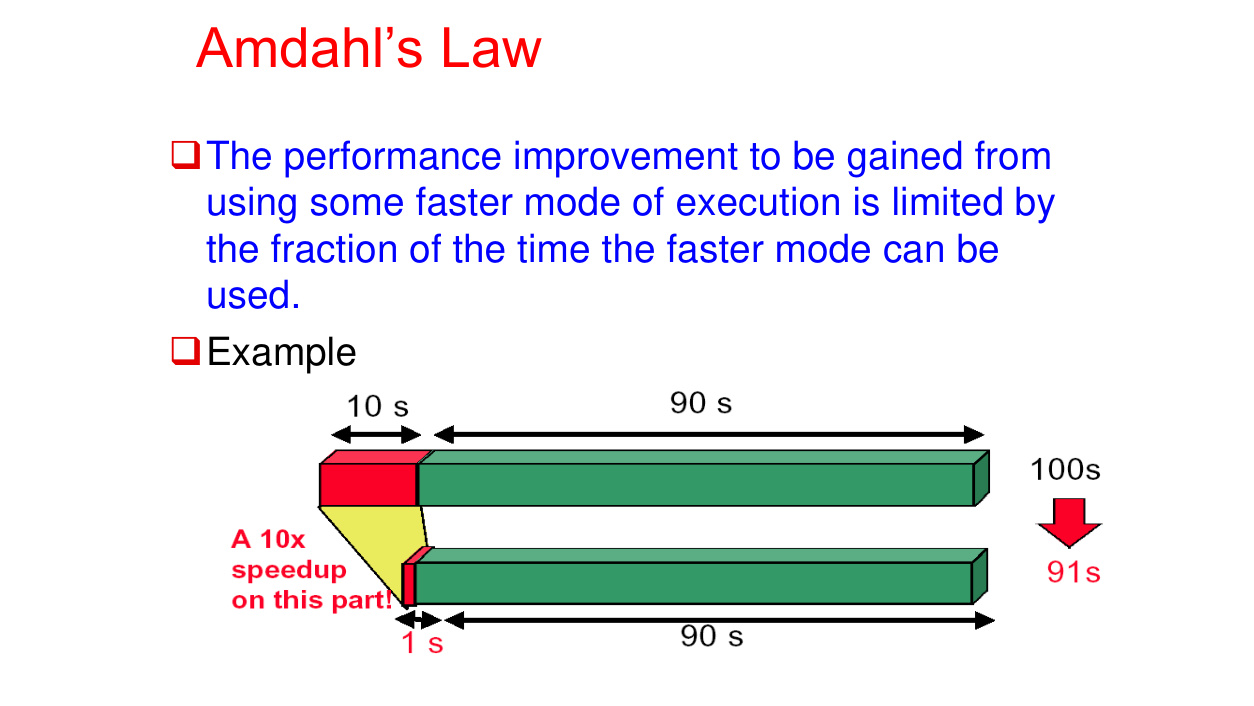 Amdahl’s Law
❑The performance improvement to be gained from
using some faster mode of execution is limited by
the fraction of the time the faster mode can be
used.
❑Example
10 s
90 s
100s
A 10x
speedup
on this part!
91s
1 s
90 s